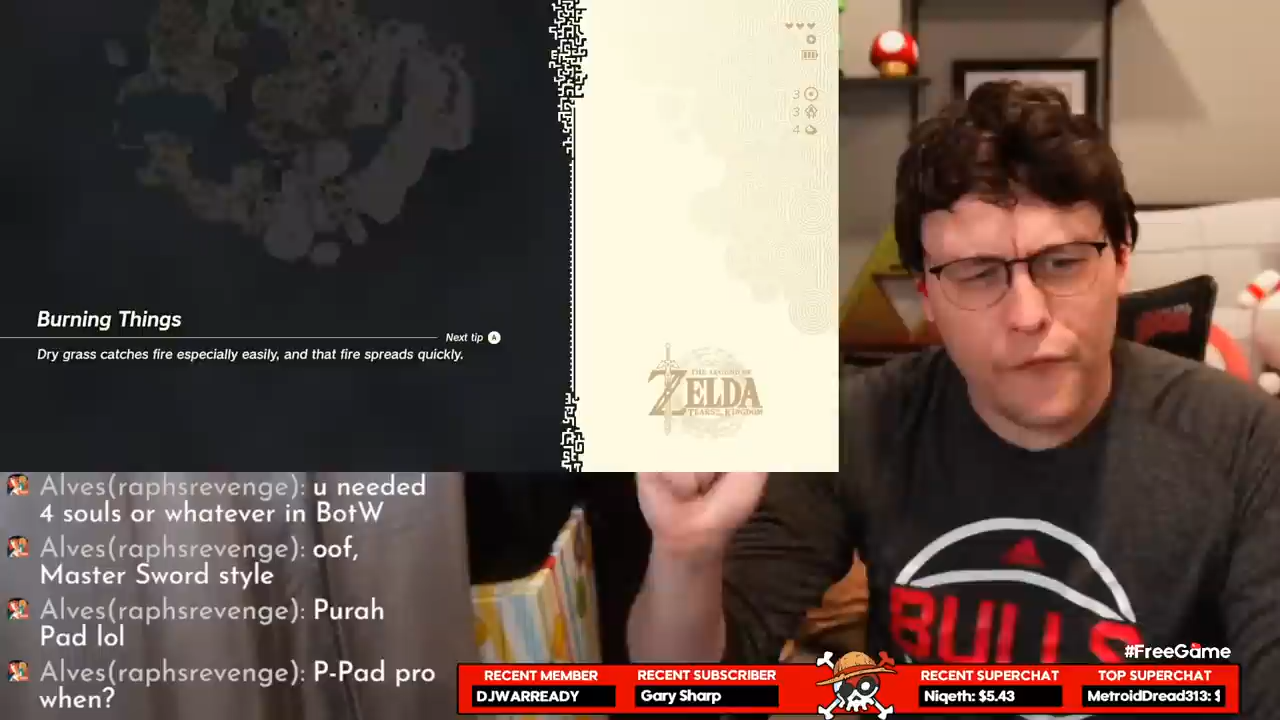 3
3
4
Burning Things
Next tip A
Dry grass catches fire especially easily, and that fire spreads quickly.
THE LEGEND OF
ZELDA
TEARS OF THE KINGDOM
Alves(raphsrevenge): u needed
4 souls or whatever in BotW
Alves(raphsrevenge): oof,
Master Sword style
Alves(raphsrevenge): Purah
Pad lol
Alves(raphsrevenge): P-Pad pro
when?
BULLS
#FreeGame
RECENT MEMBER
DJWARREADY
RECENT SUBSCRIBER
Gary Sharp
RECENT SUPERCHAT
Niqeth: $5.43
TOP SUPERCHAT
MetroidDread313: $